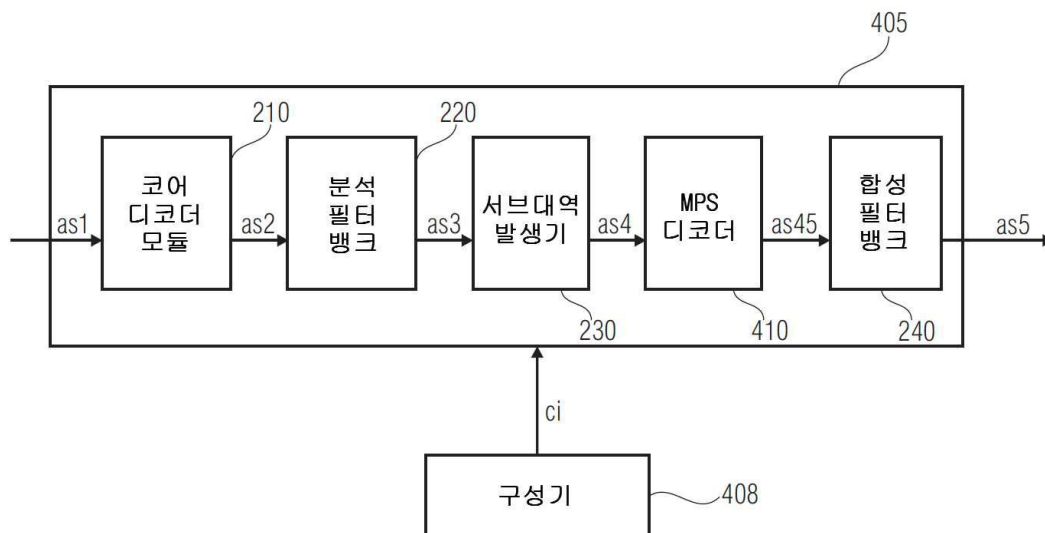 405
210
220
코어
디코더
모듈
분석
필터
뱅크
서브대역
발생기
MPS
디코더
합성
필터
뱅크
as1
as2
as3
as4
as45
as5
230
410
240
ci
구성기
408